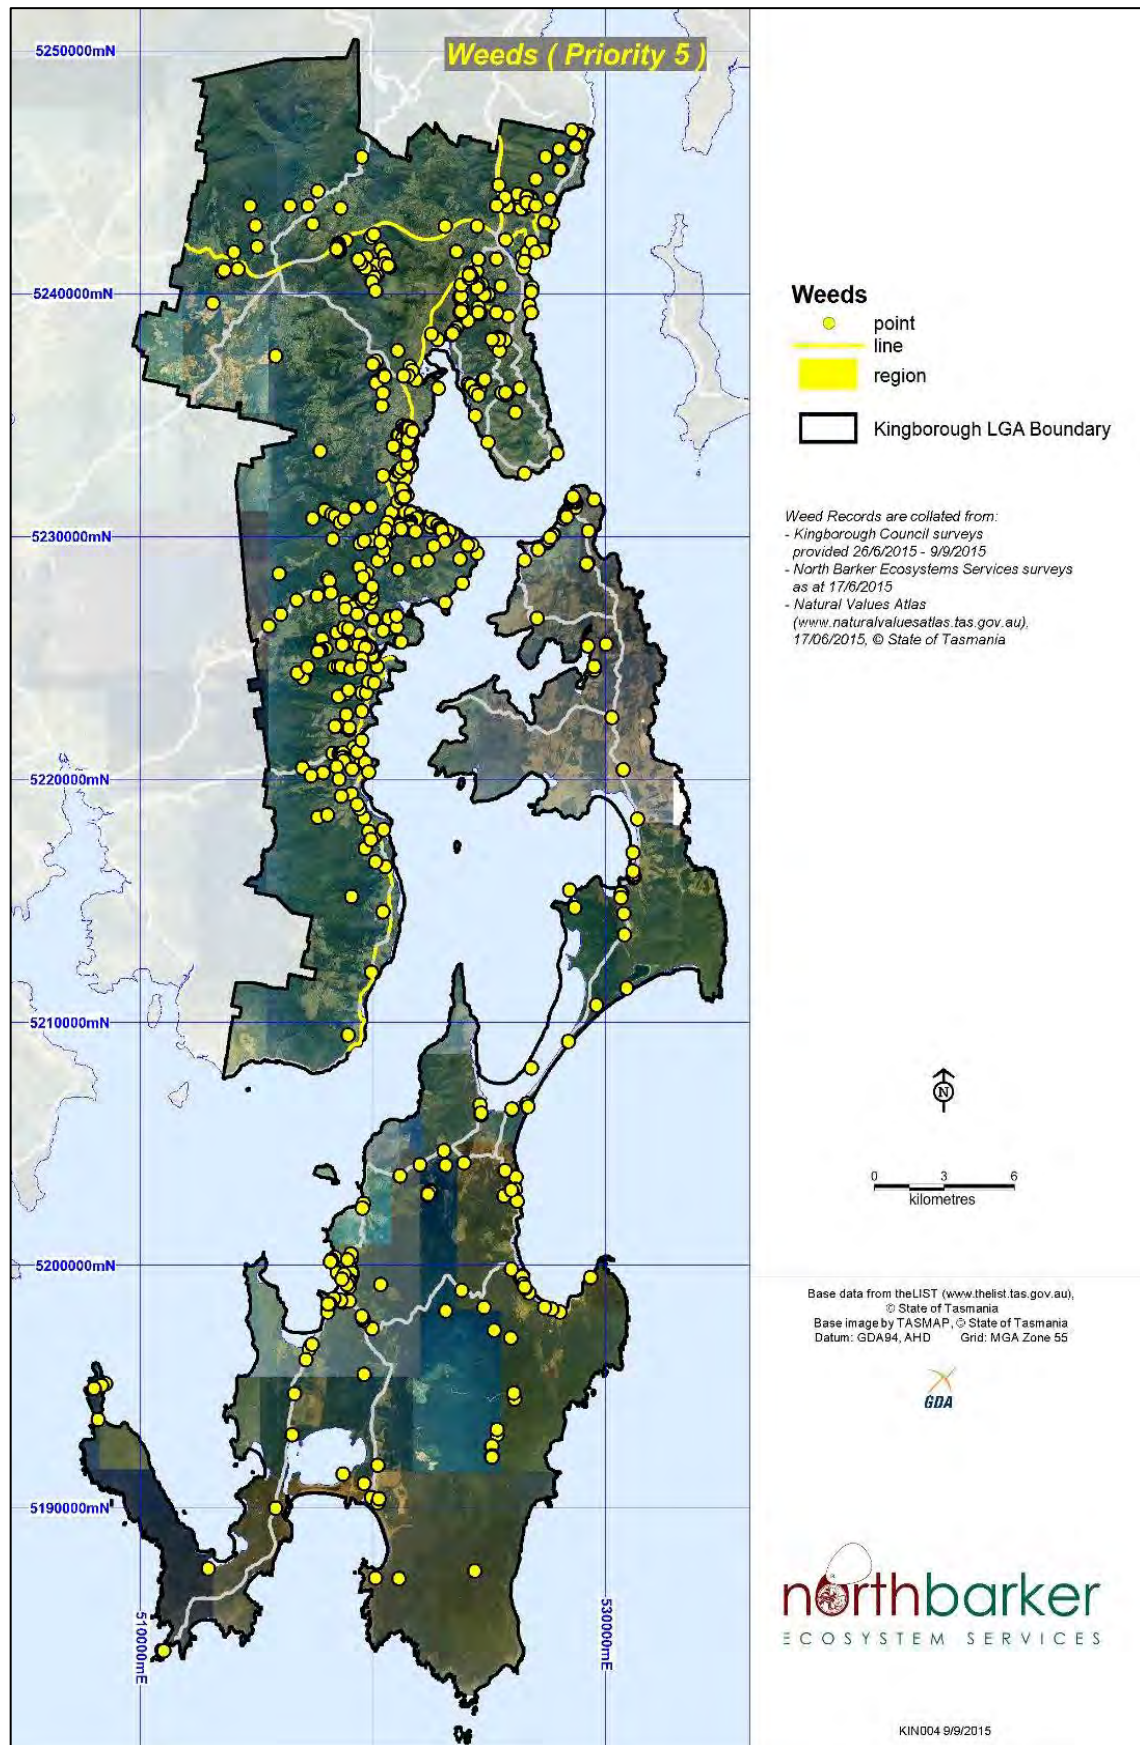 Weeds ( Priority 5 )
5250000mN
5240000mN
5230000mN
5220000mN
5210000mN
5200000mN
5190000mN
510000mE
530000mE
Weeds
point
line
region
Kingborough LGA Boundary
Weed Records are collated from:
- Kingborough Council surveys
provided 26/6/2015 - 9/9/2015
- North Barker Ecosystems Services surveys
as at 17/6/2015
- Natural Values Atlas
(www.naturalvaluesatlas.tas.gov.au),
17/06/2015, © State of Tasmania
N
0 3 6
kilometres
Base data from theLIST (www.thelist.tas.gov.au),
© State of Tasmania
Base image by TASMAP, © State of Tasmania
Datum: GDA94, AHD Grid: MGA Zone 55
GDA
northbarker
ECOSYSTEM SERVICES
KIN004 9/9/2015